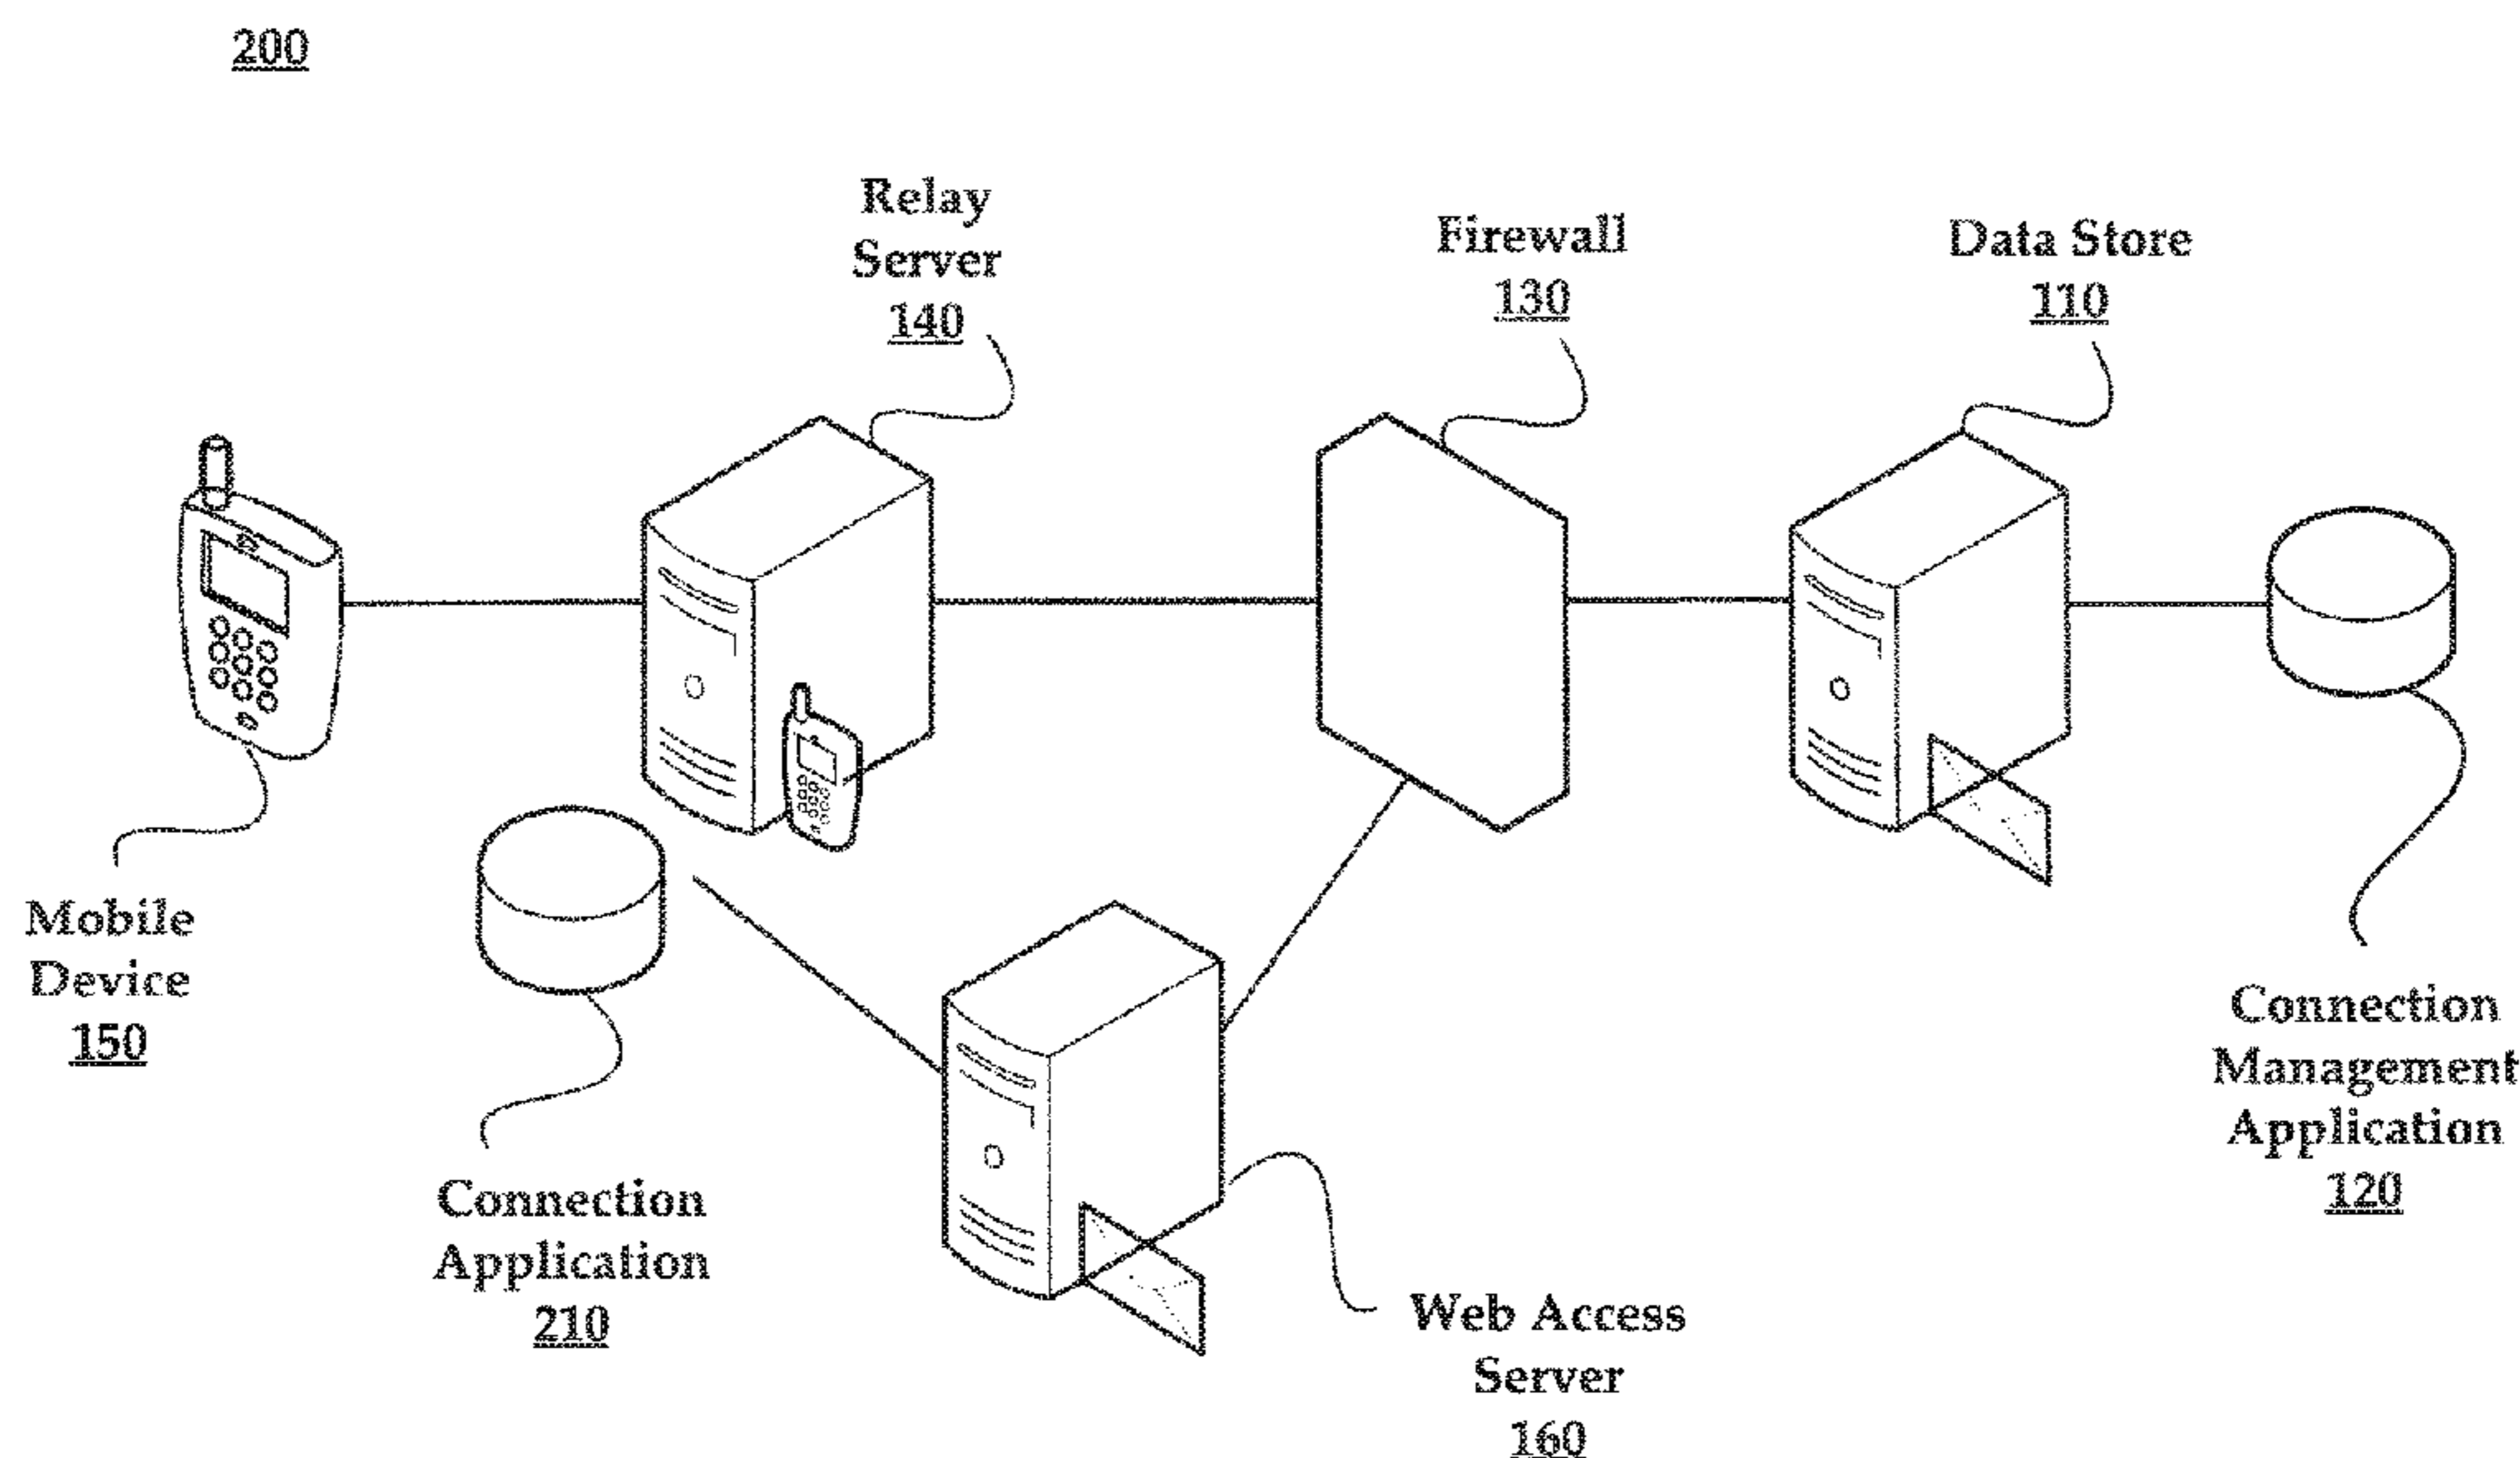 200
Relay
Server
140
Firewall
130
Data Store
110
Mobile
Device
150
Connection
Application
210
Web Access
Server
160
Connection
Management
Application
120